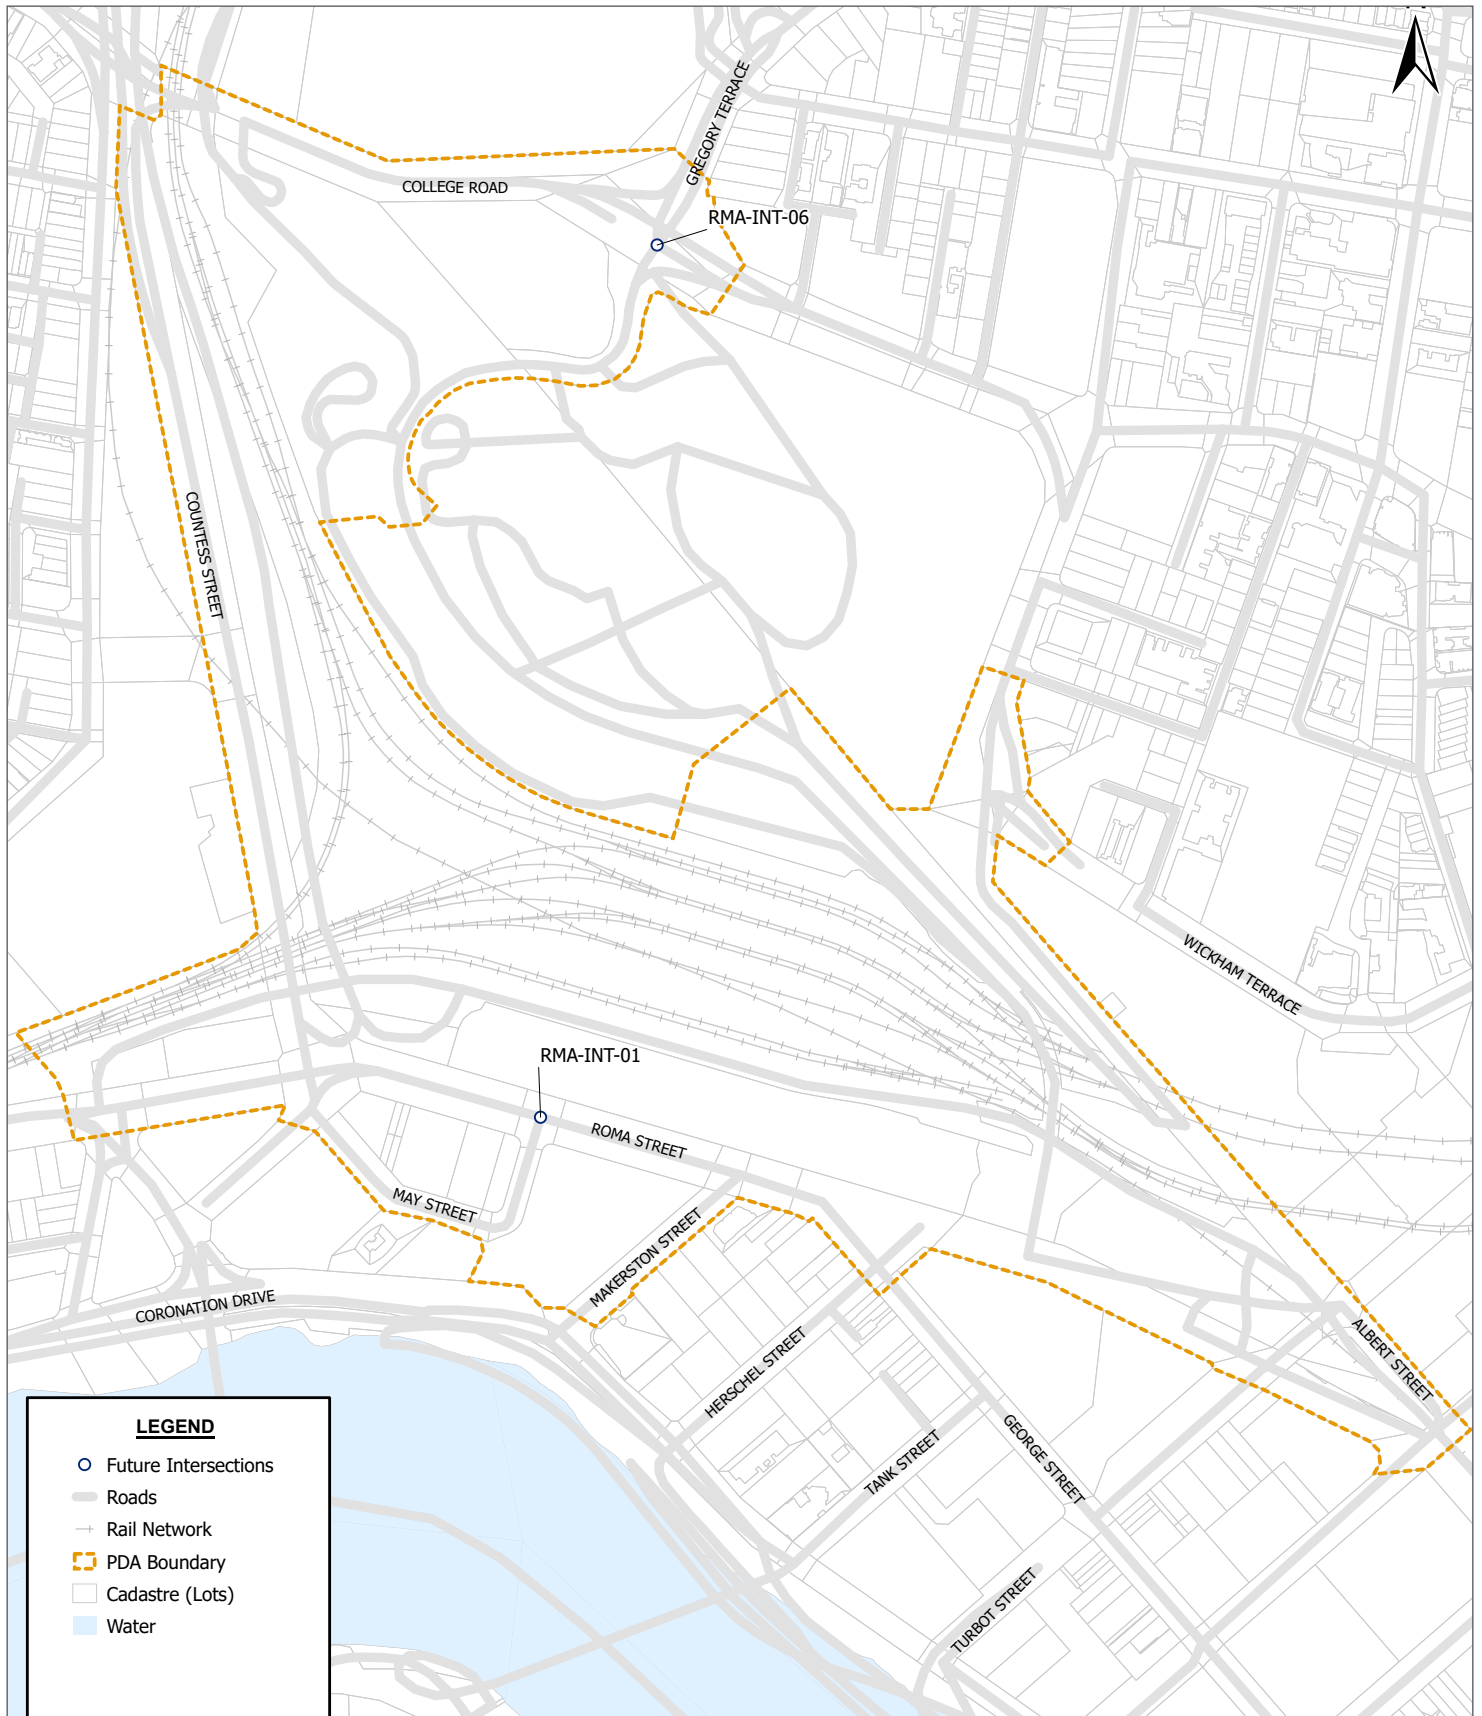 GREGORY TERRACE
COLLEGE ROAD
RMA-INT-06
COUNTESS STREET
WICKHAM TERRACE
RMA-INT-01
ROMA STREET
MAY STREET
MAKERSTON STREET
CORONATION DRIVE
ALBERT STREET
HERSCHEL STREET
GEORGE STREET
TANK STREET
TURBOT STREET
LEGEND
Future Intersections
Roads
Rail Network
PDA Boundary
Cadastre (Lots)
Water